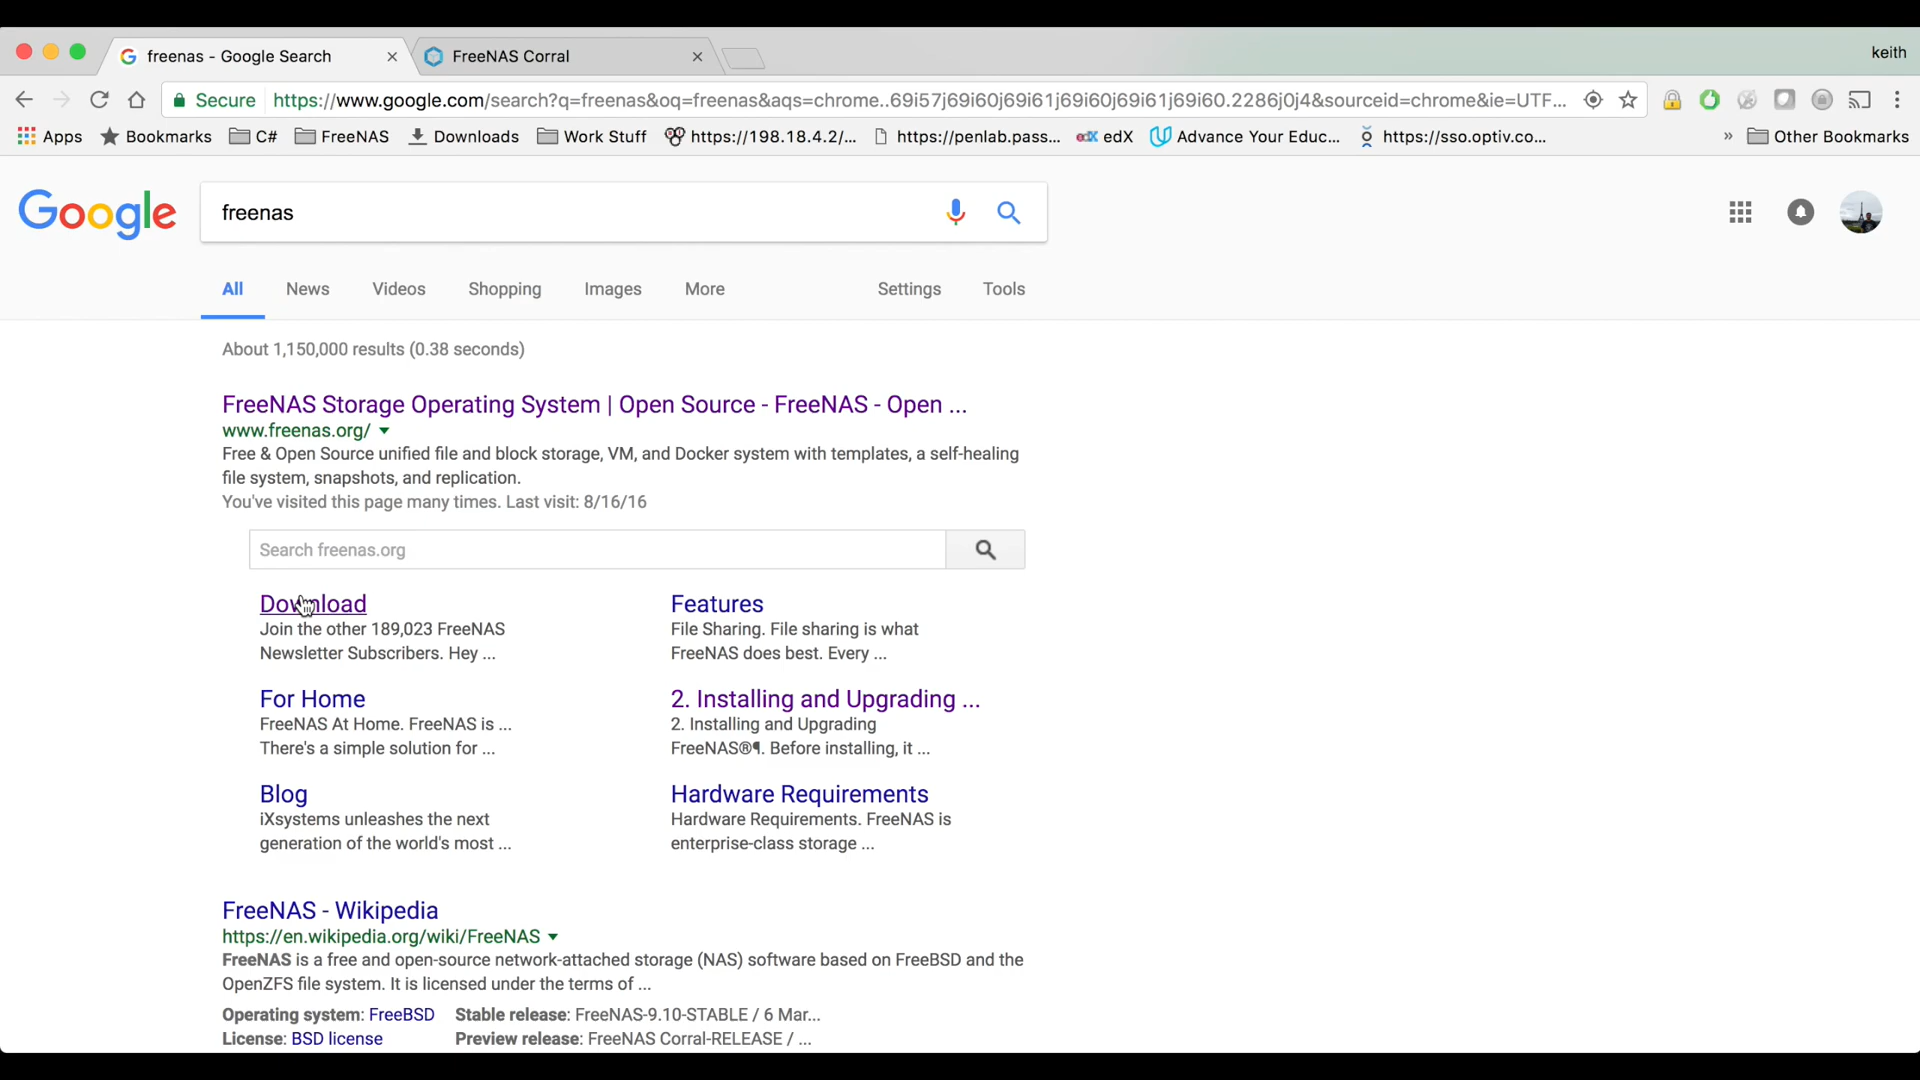 freenas - Google Search
FreeNAS Corral
keith
Secure https://www.google.com/search?q=freenas&oq=freenas&aqs=chrome..69i57j69i60j69i61j69i60j69i61j69i60.2286j0j4&sourceid=chrome&ie=UTF...
Apps Bookmarks C# FreeNAS Downloads Work Stuff https://198.18.4.2/... https://penlab.pass... edX Advance Your Educ... https://sso.optiv.co... » Other Bookmarks
Google
freenas
All News Videos Shopping Images More Settings Tools
About 1,150,000 results (0.38 seconds)
FreeNAS Storage Operating System | Open Source - FreeNAS - Open ...
www.freenas.org/
Free & Open Source unified file and block storage, VM, and Docker system with templates, a self-healing
file system, snapshots, and replication.
You've visited this page many times. Last visit: 8/16/16
Search freenas.org
Download
Join the other 189,023 FreeNAS
Newsletter Subscribers. Hey ...
Features
File Sharing. File sharing is what
FreeNAS does best. Every ...
For Home
FreeNAS At Home. FreeNAS is ...
There's a simple solution for ...
2. Installing and Upgrading ...
2. Installing and Upgrading
FreeNAS®¶. Before installing, it ...
Blog
iXsystems unleashes the next
generation of the world's most ...
Hardware Requirements
Hardware Requirements. FreeNAS is
enterprise-class storage ...
FreeNAS - Wikipedia
https://en.wikipedia.org/wiki/FreeNAS
FreeNAS is a free and open-source network-attached storage (NAS) software based on FreeBSD and the
OpenZFS file system. It is licensed under the terms of ...
Operating system: FreeBSD Stable release: FreeNAS-9.10-STABLE / 6 Mar...
License: BSD license Preview release: FreeNAS Corral-RELEASE / ...